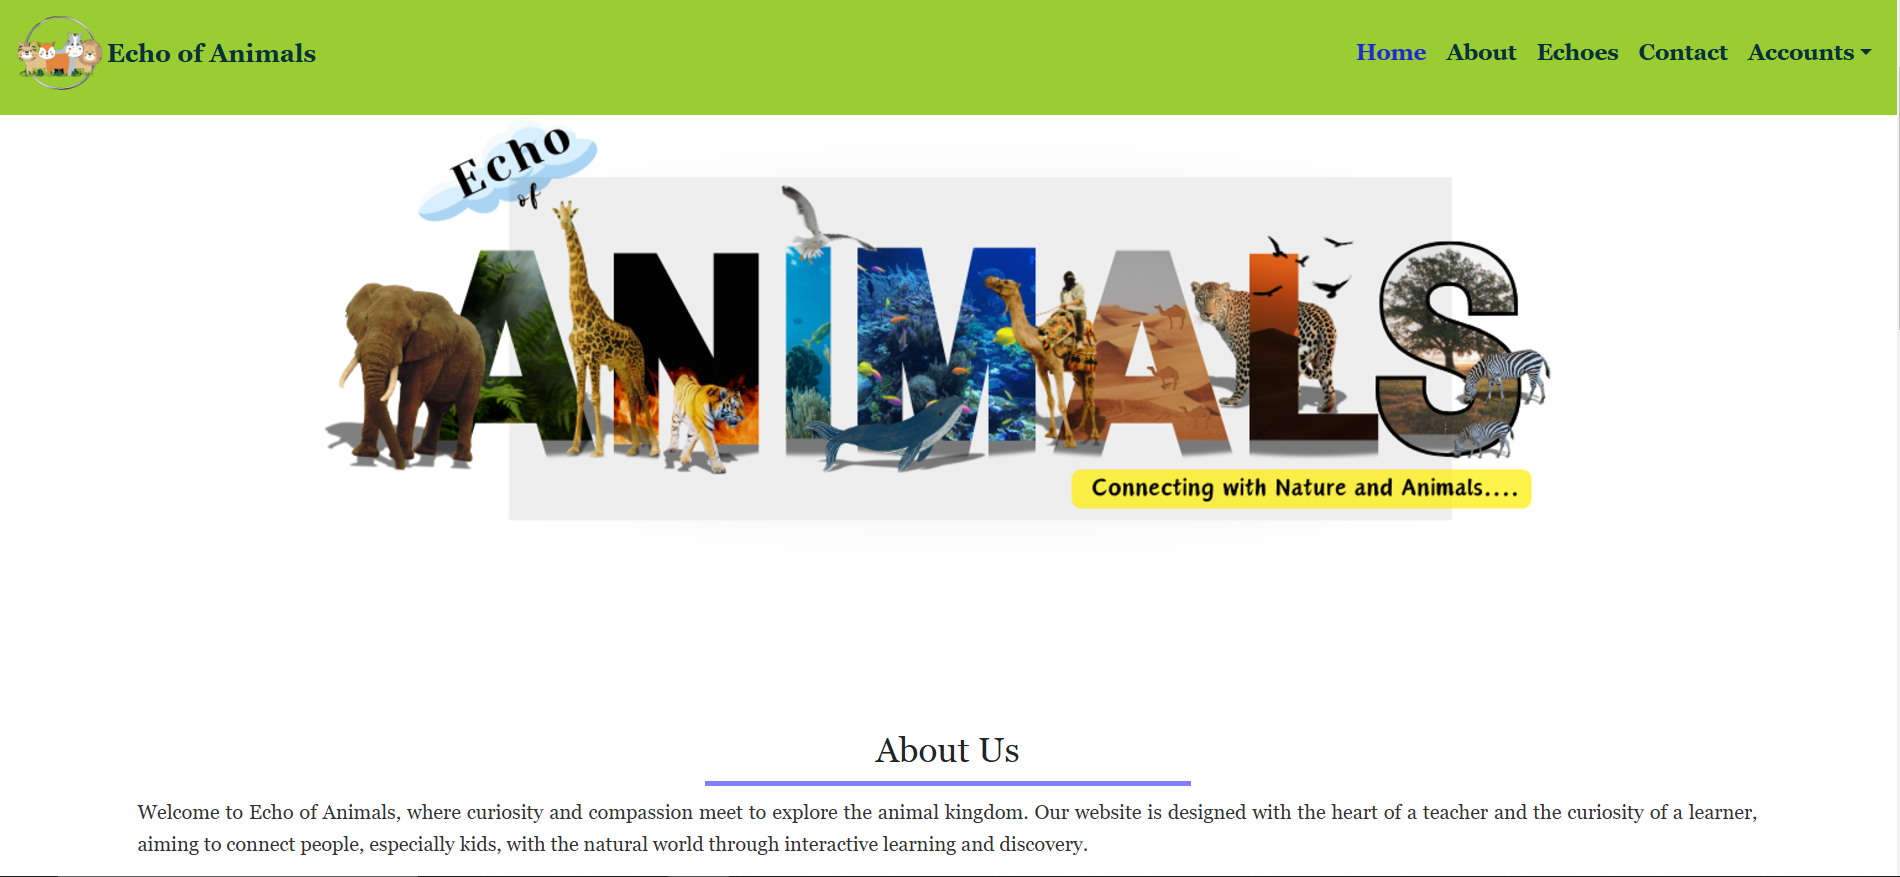 Echo of Animals
Home About Echoes Contact Accounts
Echo
of
ANIMALS
Connecting with Nature and Animals....
About Us
Welcome to Echo of Animals, where curiosity and compassion meet to explore the animal kingdom. Our website is designed with the heart of a teacher and the curiosity of a learner,
aiming to connect people, especially kids, with the natural world through interactive learning and discovery.